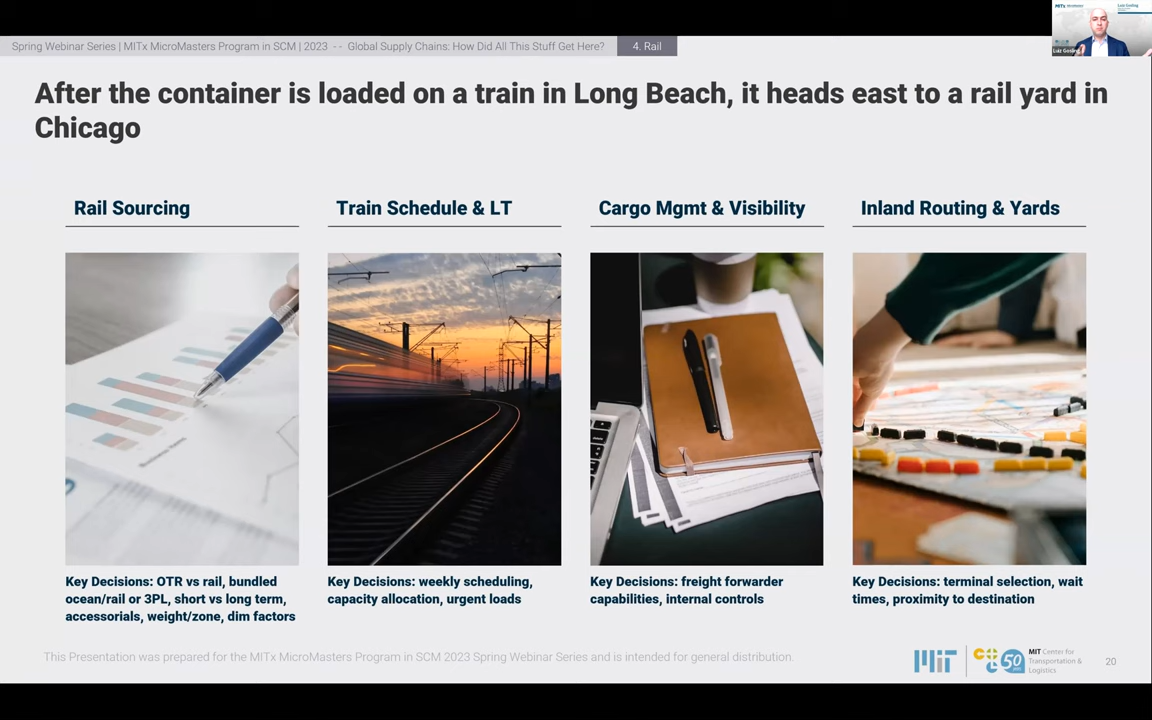 Spring Webinar Series | MITx MicroMasters Program in SCM | 2023 -- Global Supply Chains: How Did All This Stuff Get Here?
4. Rail
Luiz Gosling
After the container is loaded on a train in Long Beach, it heads east to a rail yard in
Chicago
Rail Sourcing
Train Schedule & LT
Cargo Mgmt & Visibility
Inland Routing & Yards
Key Decisions: OTR vs rail, bundled
ocean/rail or 3PL, short vs long term,
accessorials, weight/zone, dim factors
Key Decisions: weekly scheduling,
capacity allocation, urgent loads
Key Decisions: freight forwarder
capabilities, internal controls
Key Decisions: terminal selection, wait
times, proximity to destination
This Presentation was prepared for the MITx MicroMasters Program in SCM 2023 Spring Webinar Series and is intended for general distribution.
MIT
50
MIT Center for
Transportation &
Logistics
20